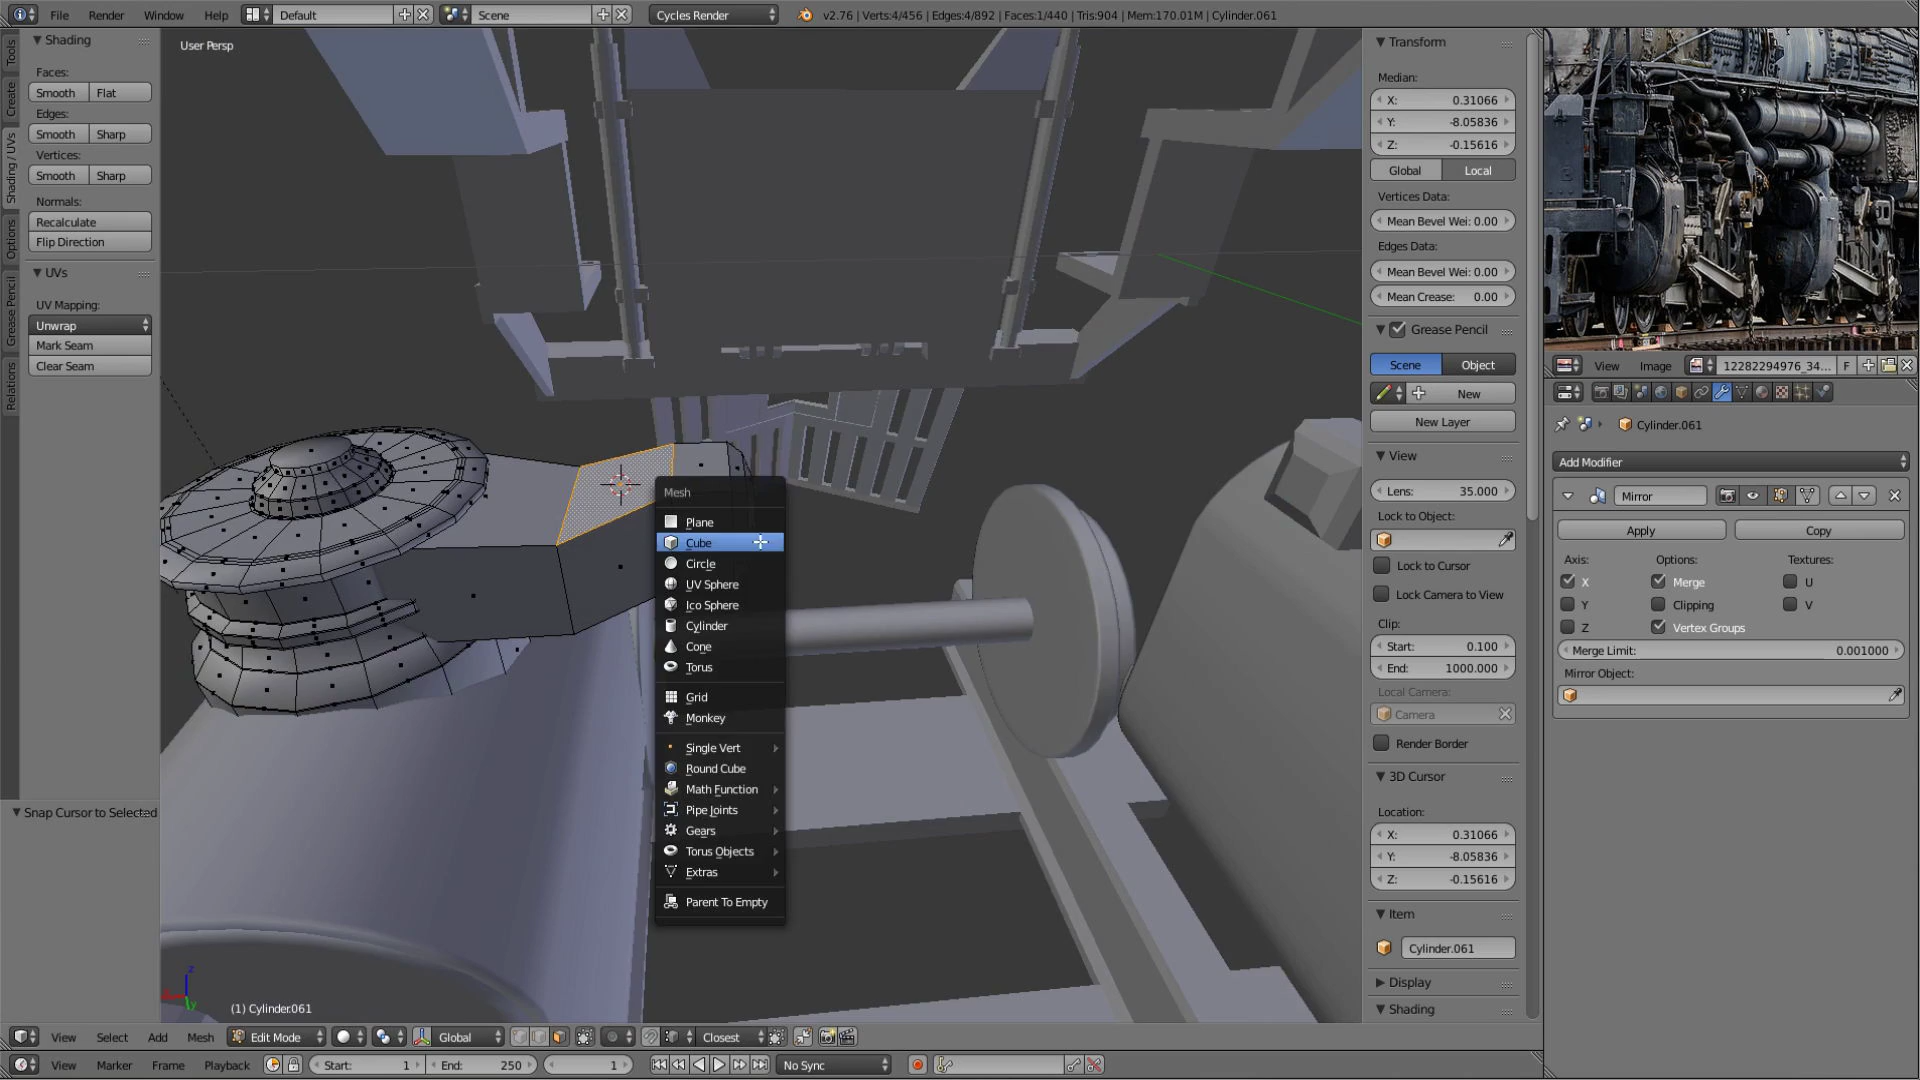 File
Render
Window
Help
Default
Scene
Cycles Render
v2.76 | Verts:4/456 | Edges:4/892 | Faces:1/440 | Tris:904 | Mem:170.01M | Cylinder.061
Tools
Create
Shading / UVs
Options
Grease Pencil
Relations
Shading
Faces:
Smooth
Flat
Edges:
Smooth
Sharp
Vertices:
Smooth
Sharp
Normals:
Recalculate
Flip Direction
UVs
UV Mapping:
Unwrap
Mark Seam
Clear Seam
Snap Cursor to Selected
User Persp
(1) Cylinder.061
Mesh
Plane
Cube
Circle
UV Sphere
Ico Sphere
Cylinder
Cone
Torus
Grid
Monkey
Single Vert
Round Cube
Math Function
Pipe Joints
Gears
Torus Objects
Extras
Parent To Empty
Transform
Median:
X: 0.31066
Y: -8.05836
Z: -0.15616
Global
Local
Vertices Data:
Mean Bevel Wei: 0.00
Edges Data:
Mean Bevel Wei: 0.00
Mean Crease: 0.00
Grease Pencil
Scene
Object
New
New Layer
View
Lens: 35.000
Lock to Object:
Lock to Cursor
Lock Camera to View
Clip:
Start: 0.100
End: 1000.000
Local Camera:
Camera
Render Border
3D Cursor
Location:
X: 0.31066
Y: -8.05836
Z: -0.15616
Item
Cylinder.061
Display
Shading
View
Image
12282294976_34...
F
Cylinder.061
Add Modifier
Mirror
Apply
Copy
Axis:
Options:
Textures:
X
Merge
U
Y
Clipping
V
Z
Vertex Groups
Merge Limit: 0.001000
Mirror Object:
View
Select
Add
Mesh
Edit Mode
Global
Closest
View
Marker
Frame
Playback
Start: 1
End: 250
1
No Sync